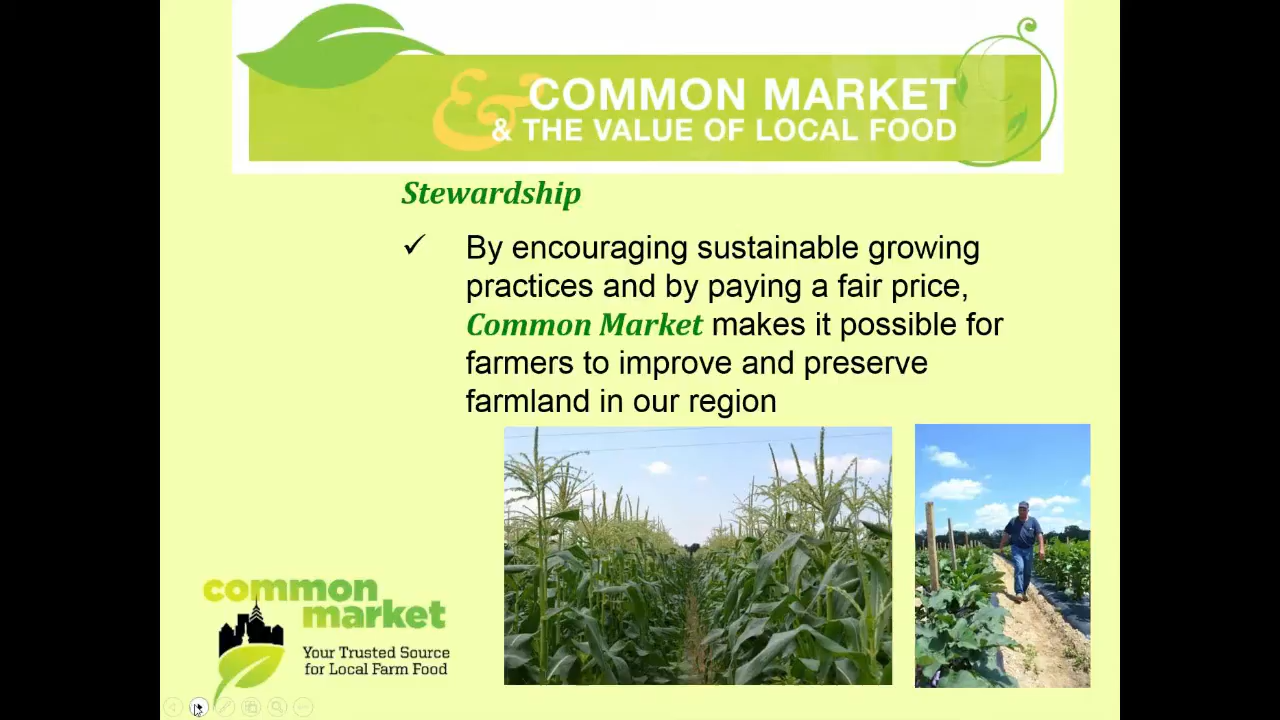 & COMMON MARKET
& THE VALUE OF LOCAL FOOD
Stewardship
✓ By encouraging sustainable growing
practices and by paying a fair price,
Common Market makes it possible for
farmers to improve and preserve
farmland in our region
common
market
Your Trusted Source
for Local Farm Food